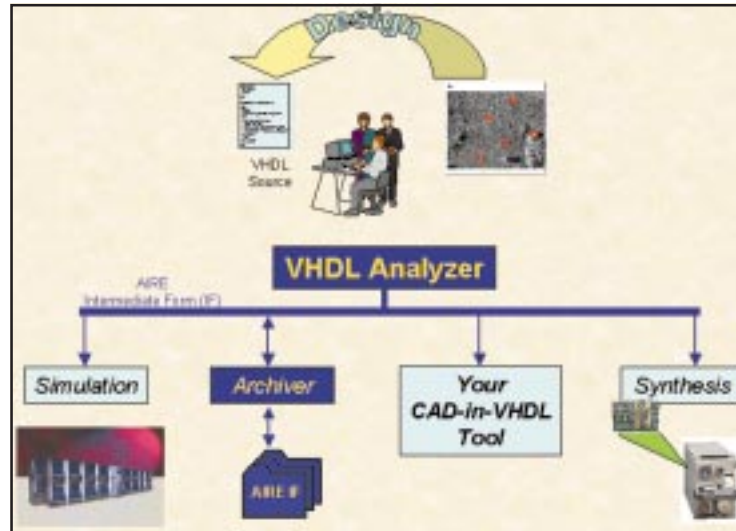 Design
VHDL
Source
VHDL Analyzer
AIRE
Intermediate Form (IF)
Simulation
Archiver
Your
CAD-in-VHDL
Tool
Synthesis
AIRE IF